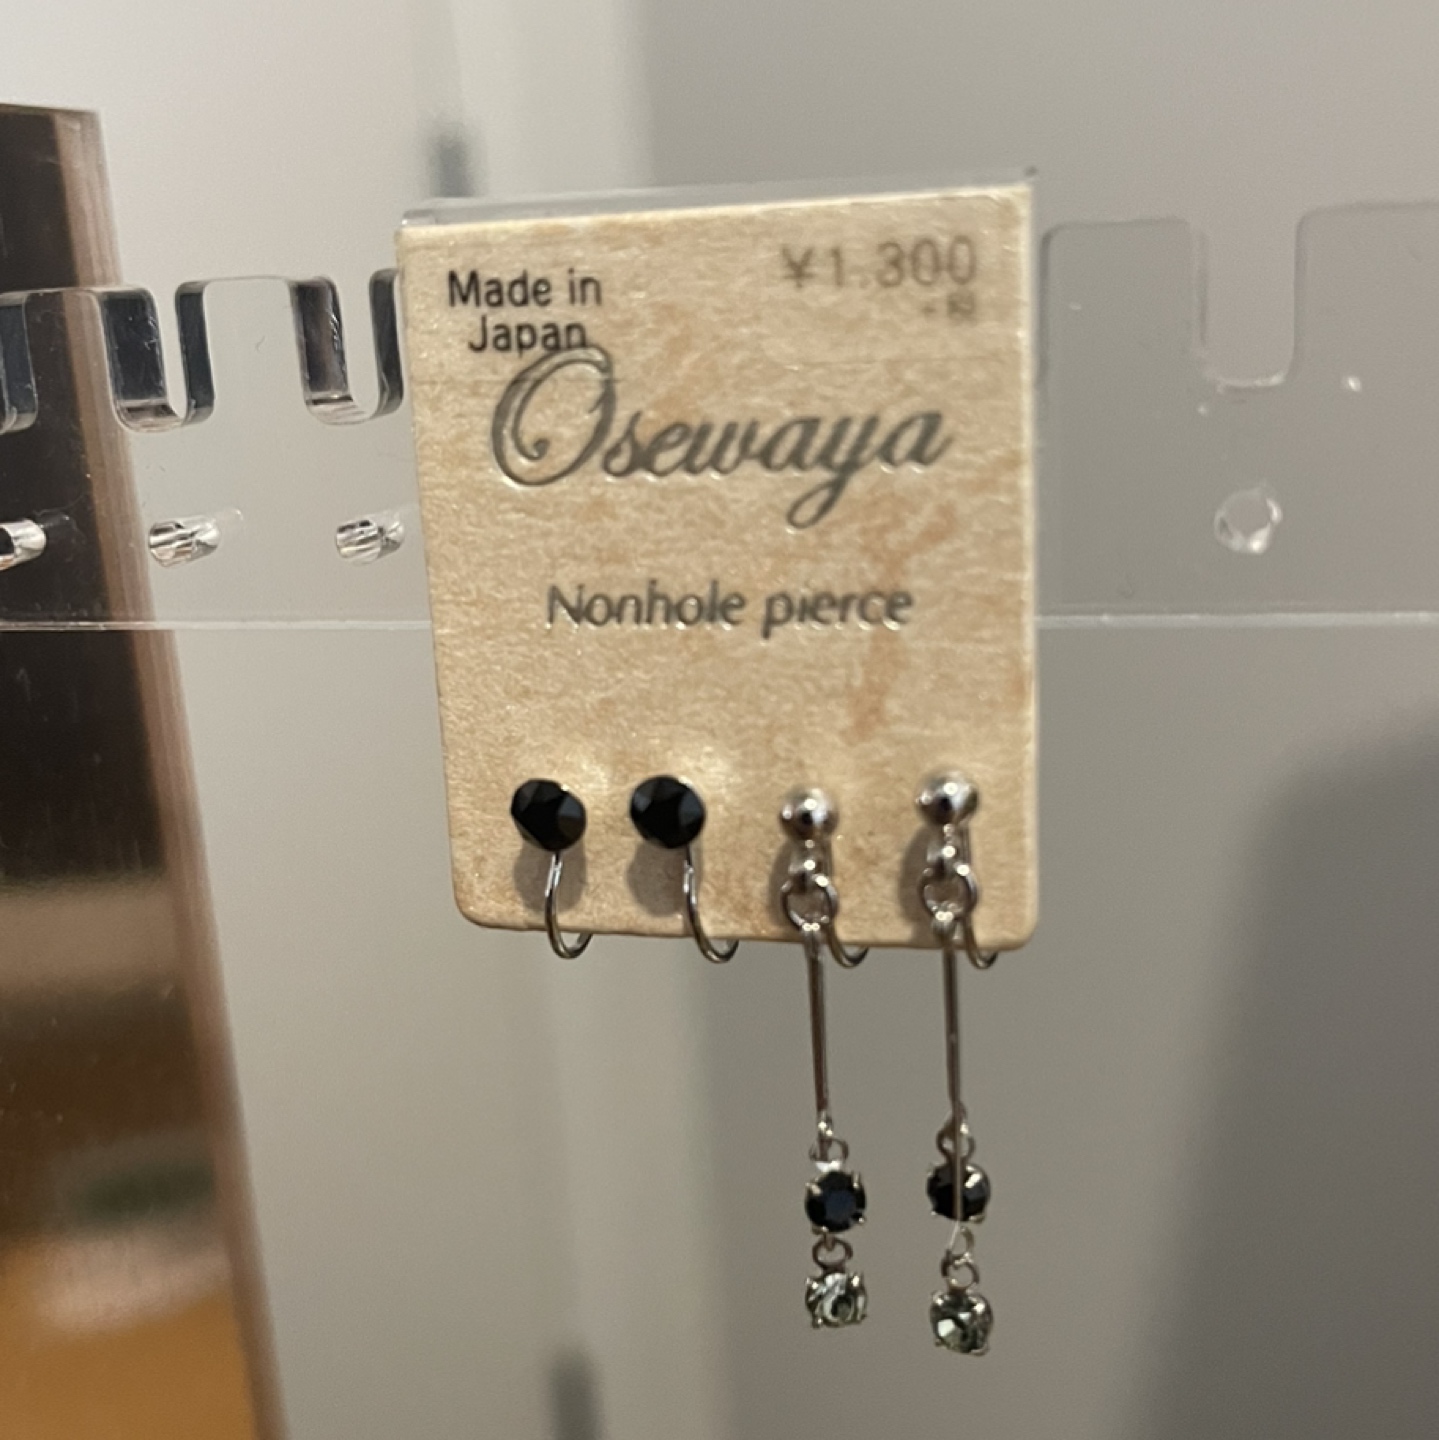 Made in
Japan
¥1.300
Osewaya
Nonhole pierce